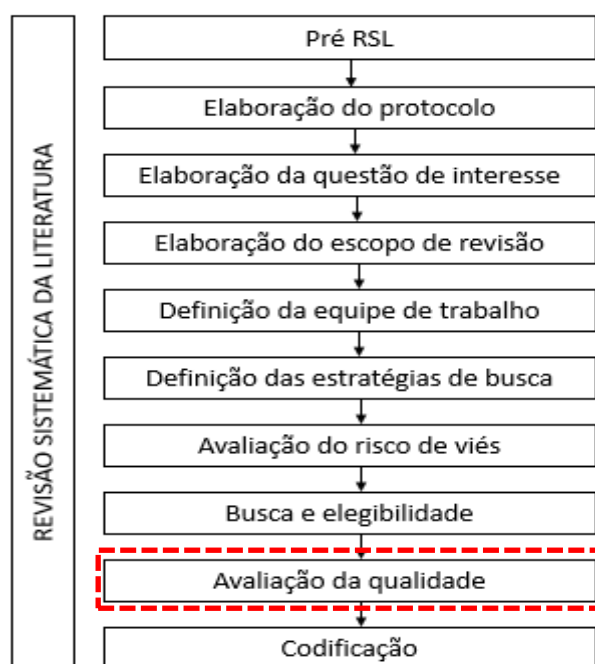 REVISÃO SISTEMÁTICA DA LITERATURA
Pré RSL
Elaboração do protocolo
Elaboração da questão de interesse
Elaboração do escopo de revisão
Definição da equipe de trabalho
Definição das estratégias de busca
Avaliação do risco de viés
Busca e elegibilidade
Avaliação da qualidade
Codificação